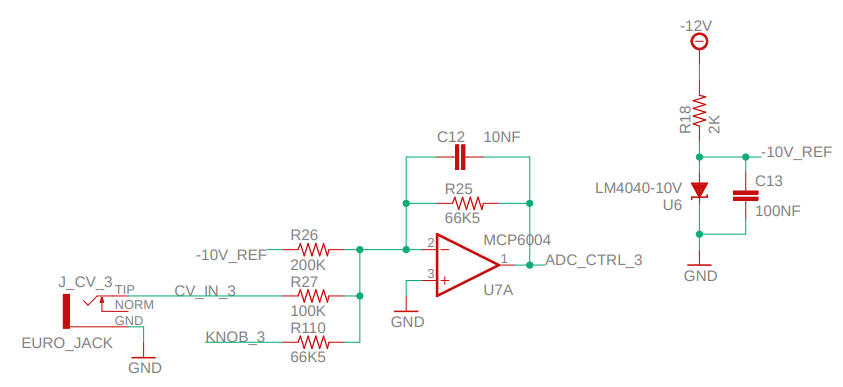 -12V
R18
2K
-10V_REF
LM4040-10V
U6
C13
100NF
GND
C12 10NF
R25
66K5
MCP6004
2
3
1
ADC_CTRL_3
U7A
GND
-10V_REF
R26
200K
J_CV_3
TIP
NORM
GND
CV_IN_3
R27
100K
KNOB_3
R110
66K5
EURO_JACK
GND